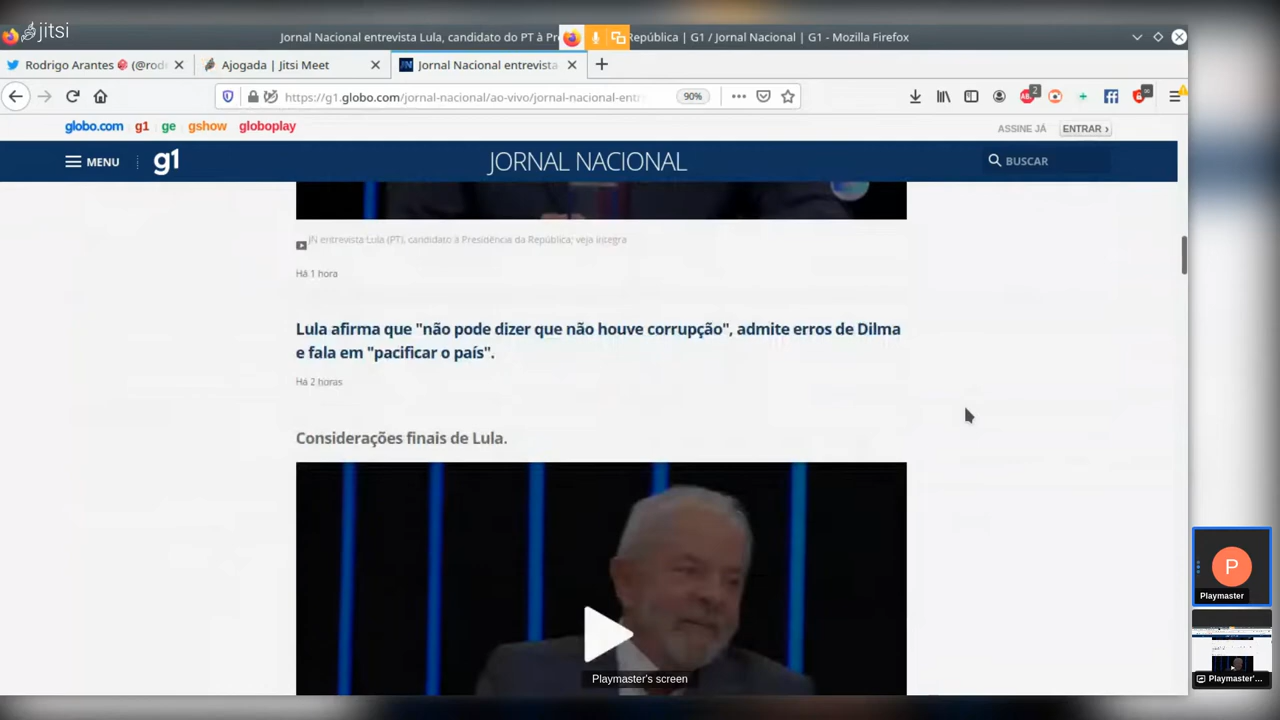 jitsi
Jornal Nacional entrevista Lula, candidato do PT à Pr República | G1 / Jornal Nacional | G1 - Mozilla Firefox
Rodrigo Arantes (@rod
Ajogada | Jitsi Meet
Jornal Nacional entrevista
https://g1.globo.com/jornal-nacional/ao-vivo/jornal-nacional-entr
90%
2
globo.com g1 ge gshow globoplay
ASSINE JÁ
ENTRAR ›
MENU
g1
JORNAL NACIONAL
BUSCAR
JN entrevista Lula (PT), candidato à Presidência da República; veja íntegra
Há 1 hora
Lula afirma que "não pode dizer que não houve corrupção", admite erros de Dilma
e fala em "pacificar o país".
Há 2 horas
Considerações finais de Lula.
Playmaster's screen
P
Playmaster
Playmaster'...